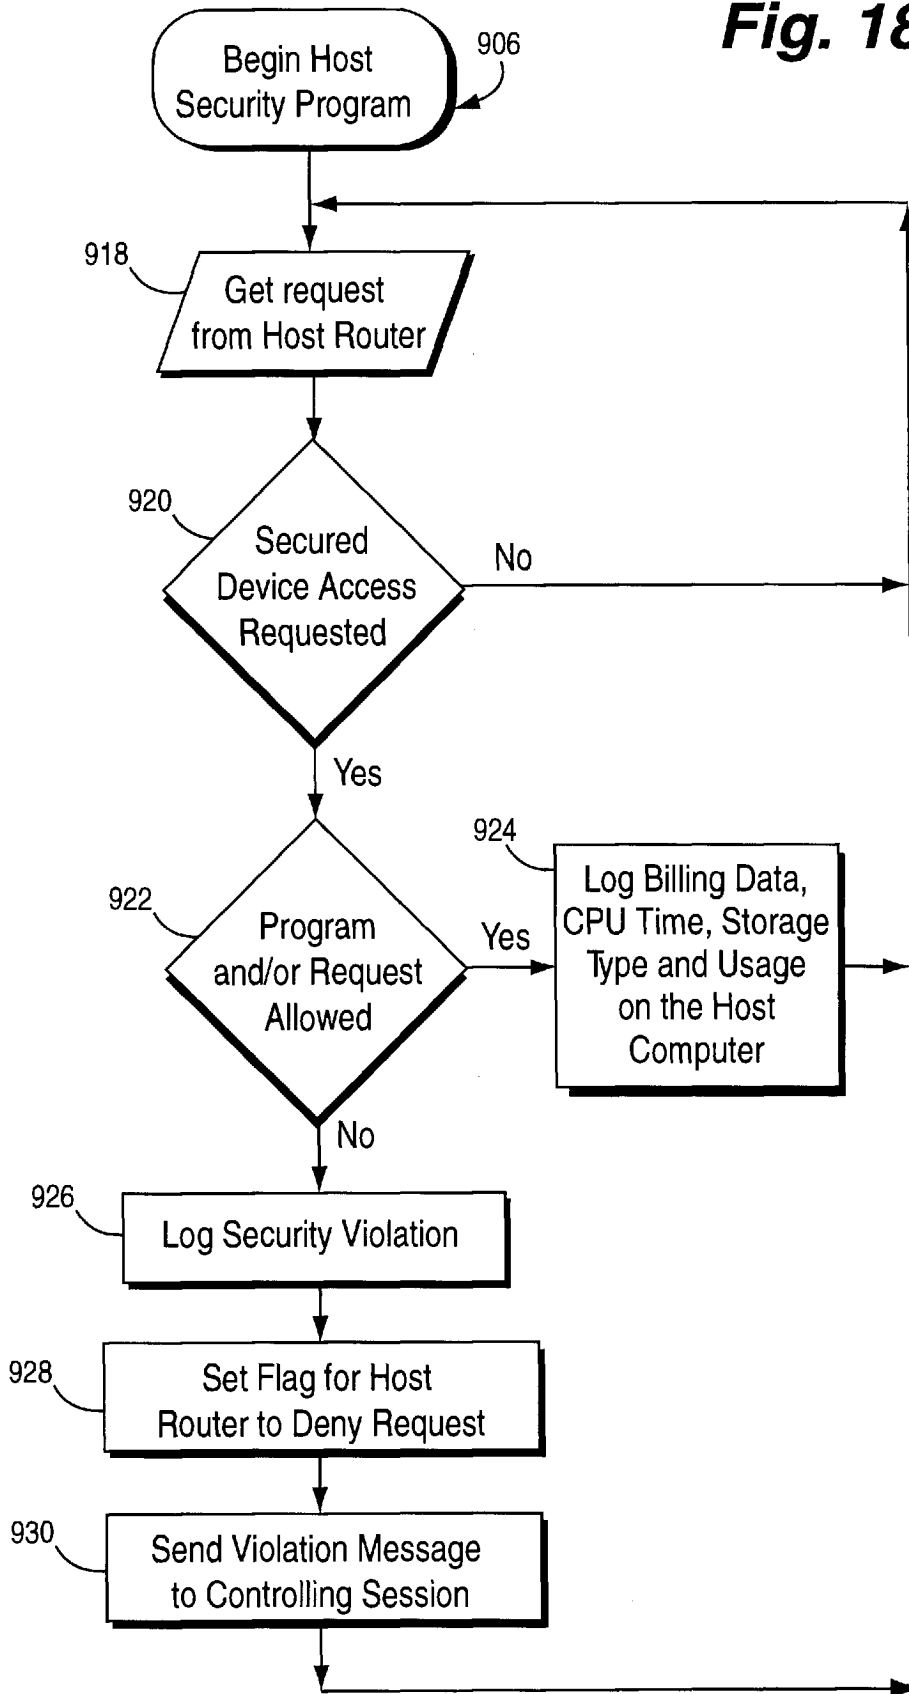 Fig. 18
906
Begin Host
Security Program
918
Get request
from Host Router
920
Secured
Device Access
Requested
No
Yes
922
Program
and/or Request
Allowed
Yes
924
Log Billing Data,
CPU Time, Storage
Type and Usage
on the Host
Computer
No
926
Log Security Violation
928
Set Flag for Host
Router to Deny Request
930
Send Violation Message
to Controlling Session